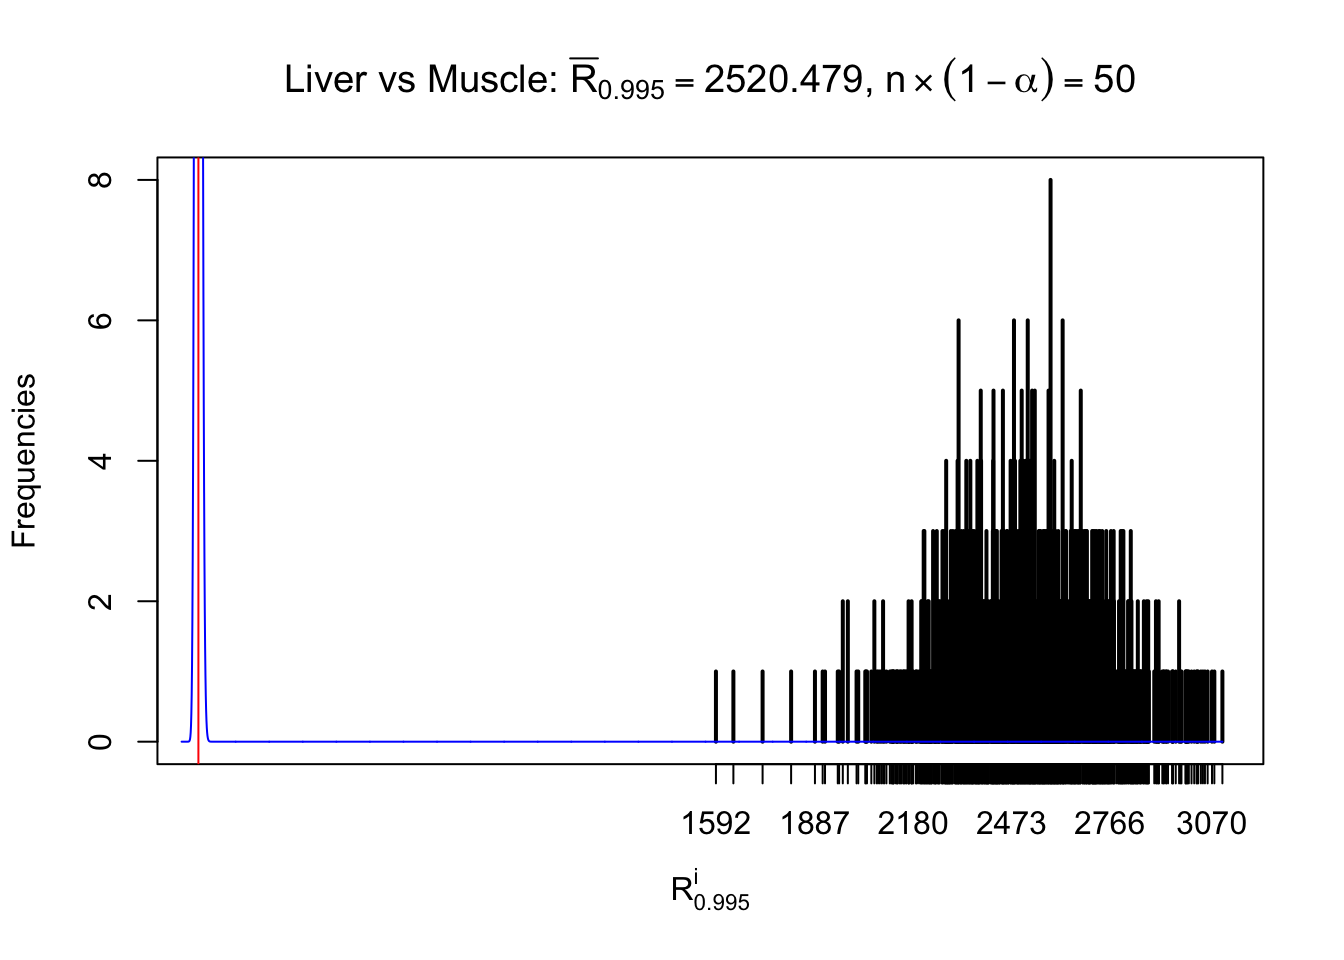 Liver vs Muscle: R̅₀.₉₉₅ = 2520.479, n × (1 − α) = 50
Frequencies
8
6
4
2
0
1592 1887 2180 2473 2766 3070
Rⁱ₀.₉₉₅